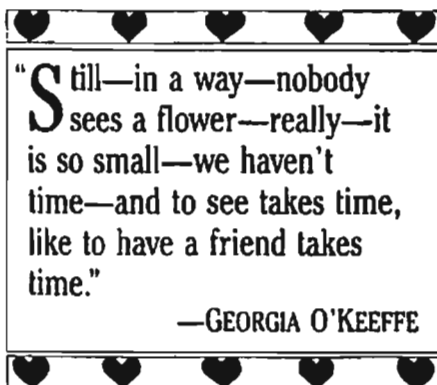 "Still—in a way—nobody
sees a flower—really—it
is so small—we haven't
time—and to see takes time,
like to have a friend takes
time."
—GEORGIA O'KEEFFE